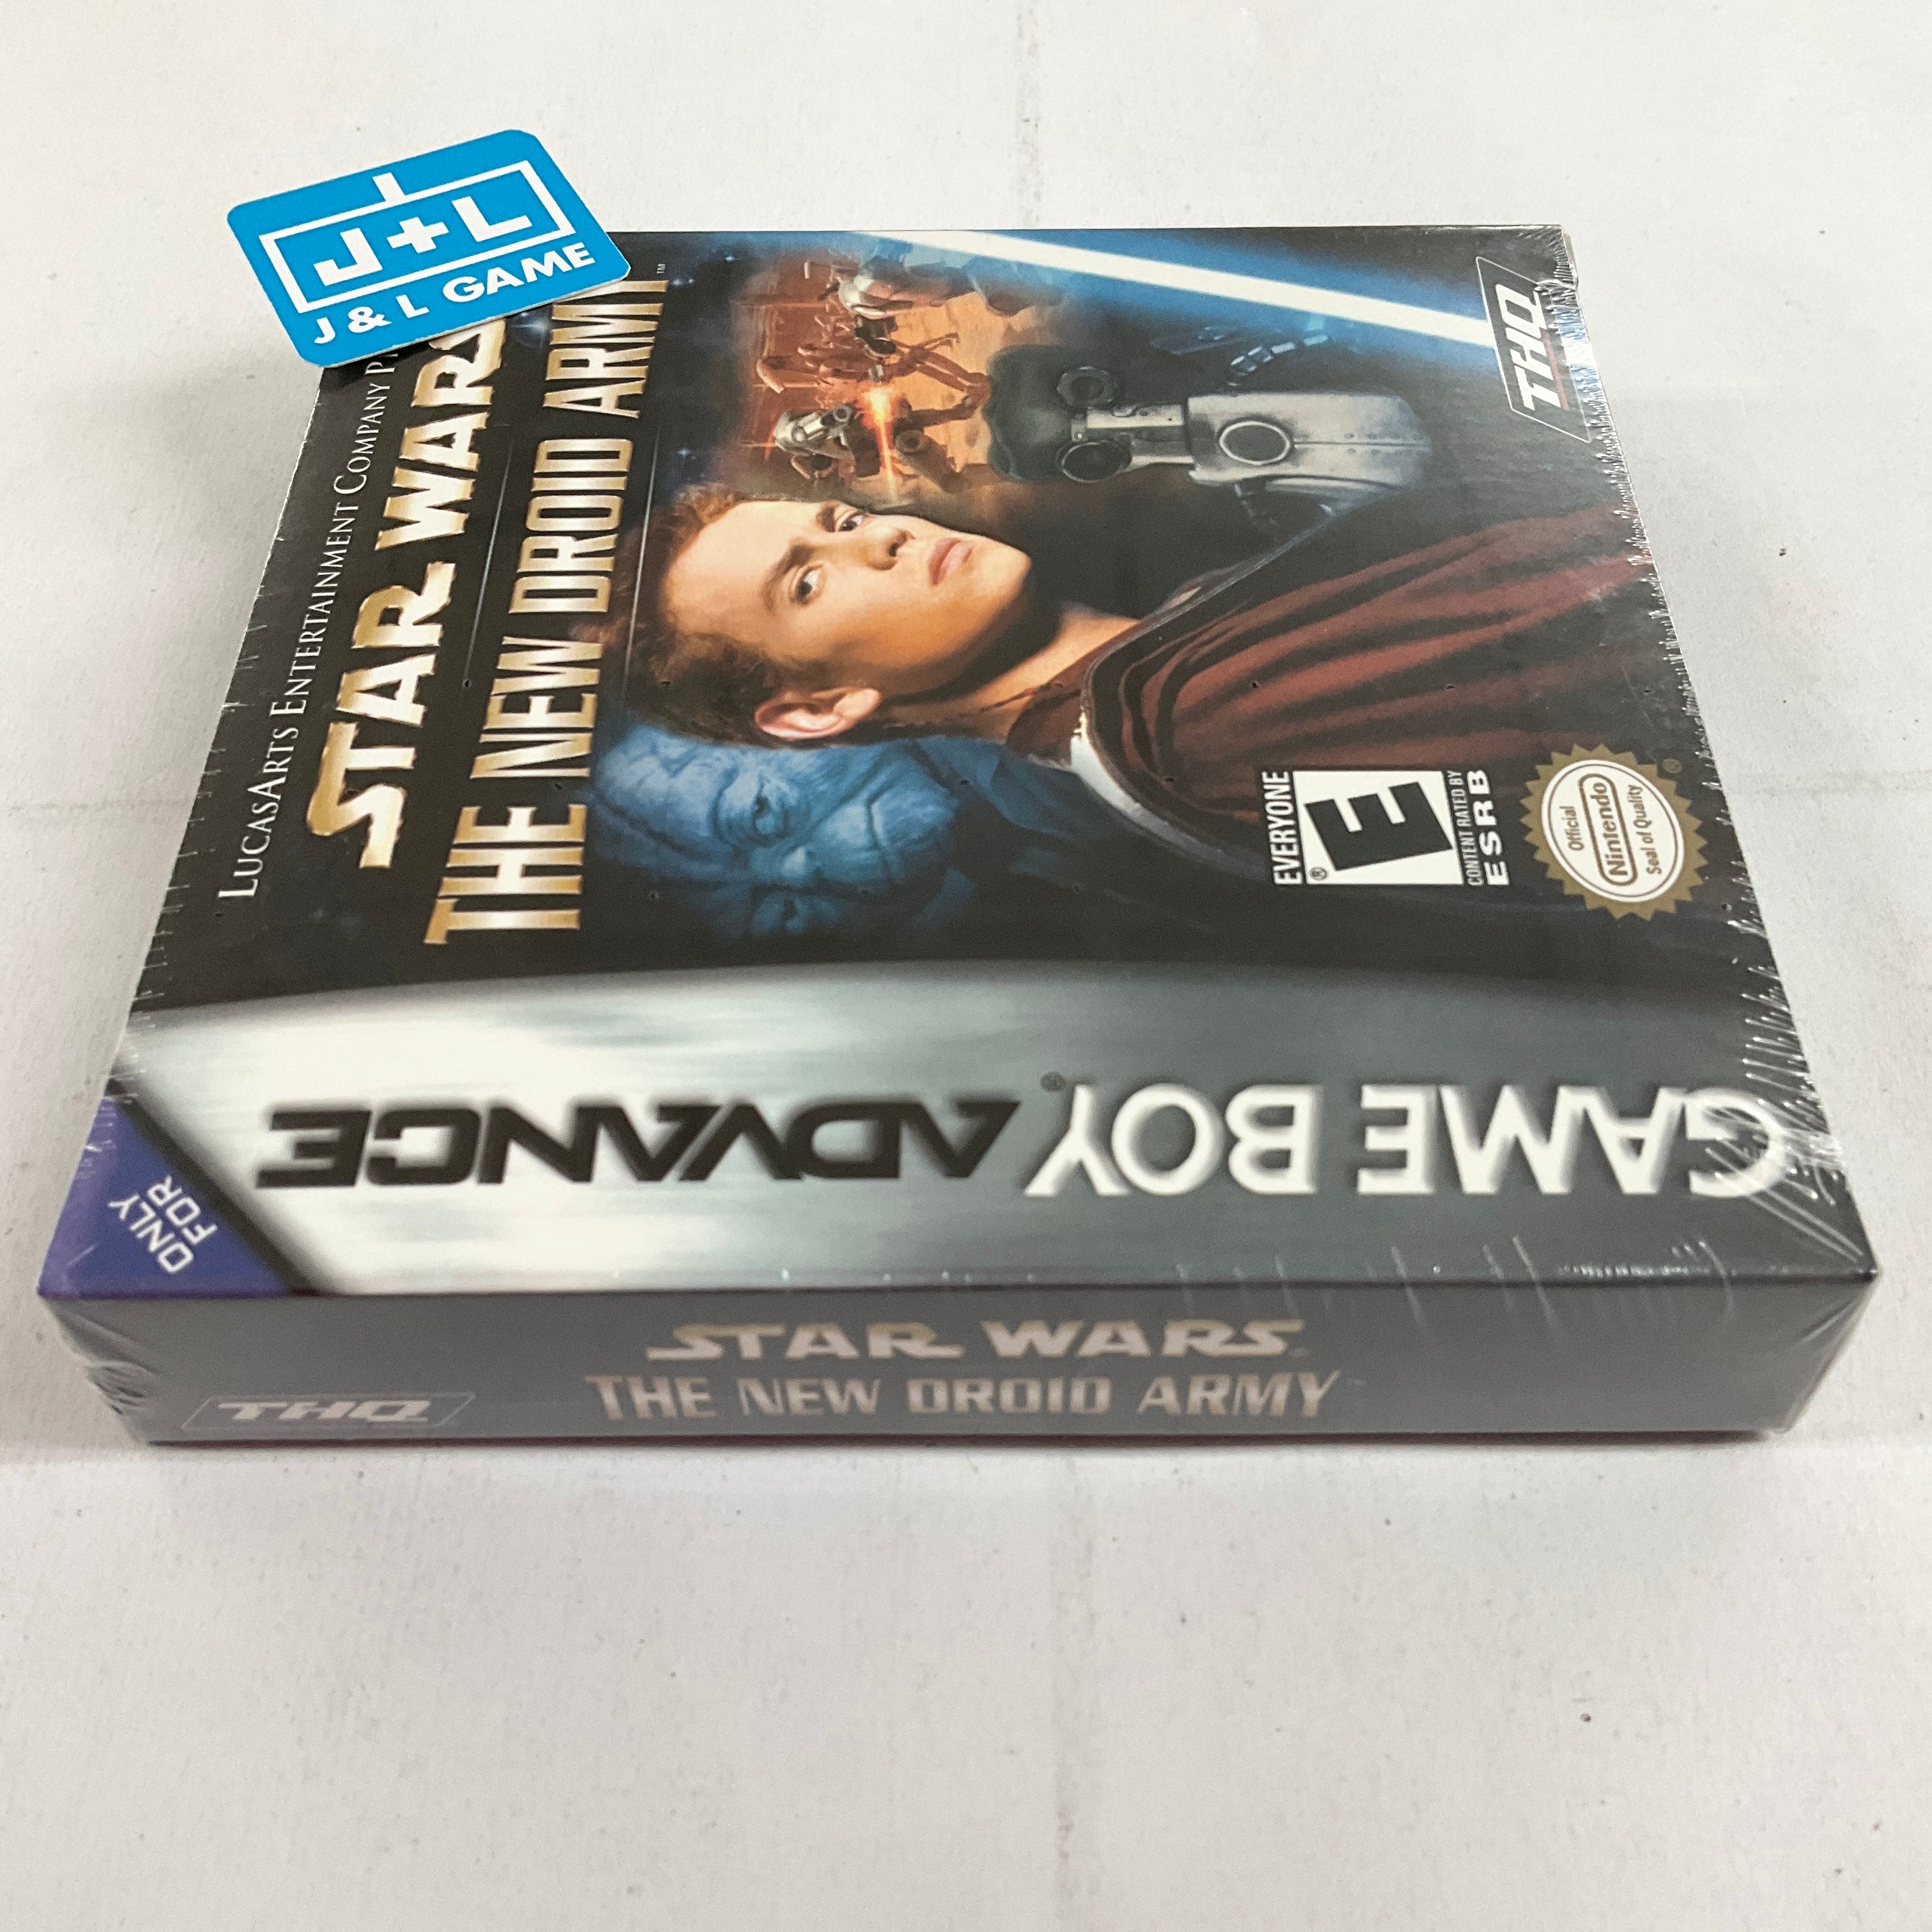 J+L
J & L GAME
LUCASARTS ENTERTAINMENT COMPANY
STAR WARS
THE NEW DROID ARMY™
THQ
EVERYONE
E®
CONTENT RATED BY
ESRB
Official
Nintendo
Seal of Quality
®
ONLY
FOR
GAME BOY® ADVANCE
STAR WARS
THE NEW DROID ARMY
THQ